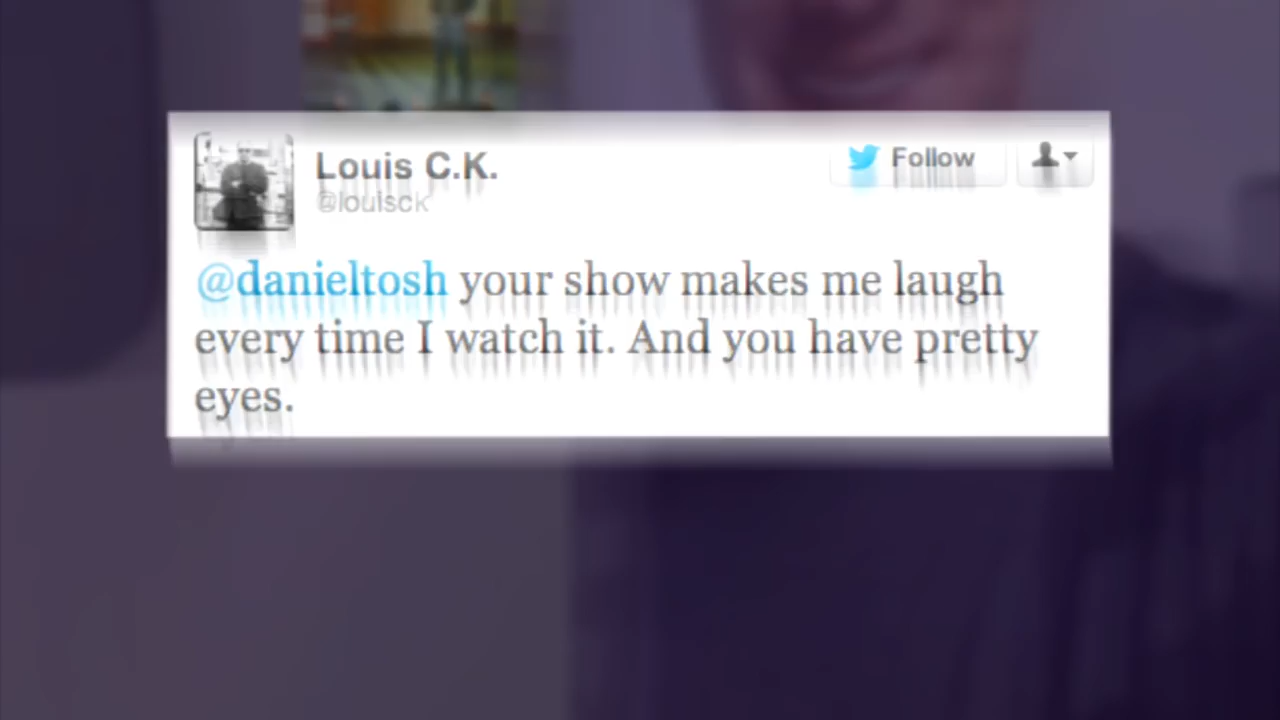 Louis C.K.
Follow
@louisck
@danieltosh your show makes me laugh
every time I watch it. And you have pretty
eyes.